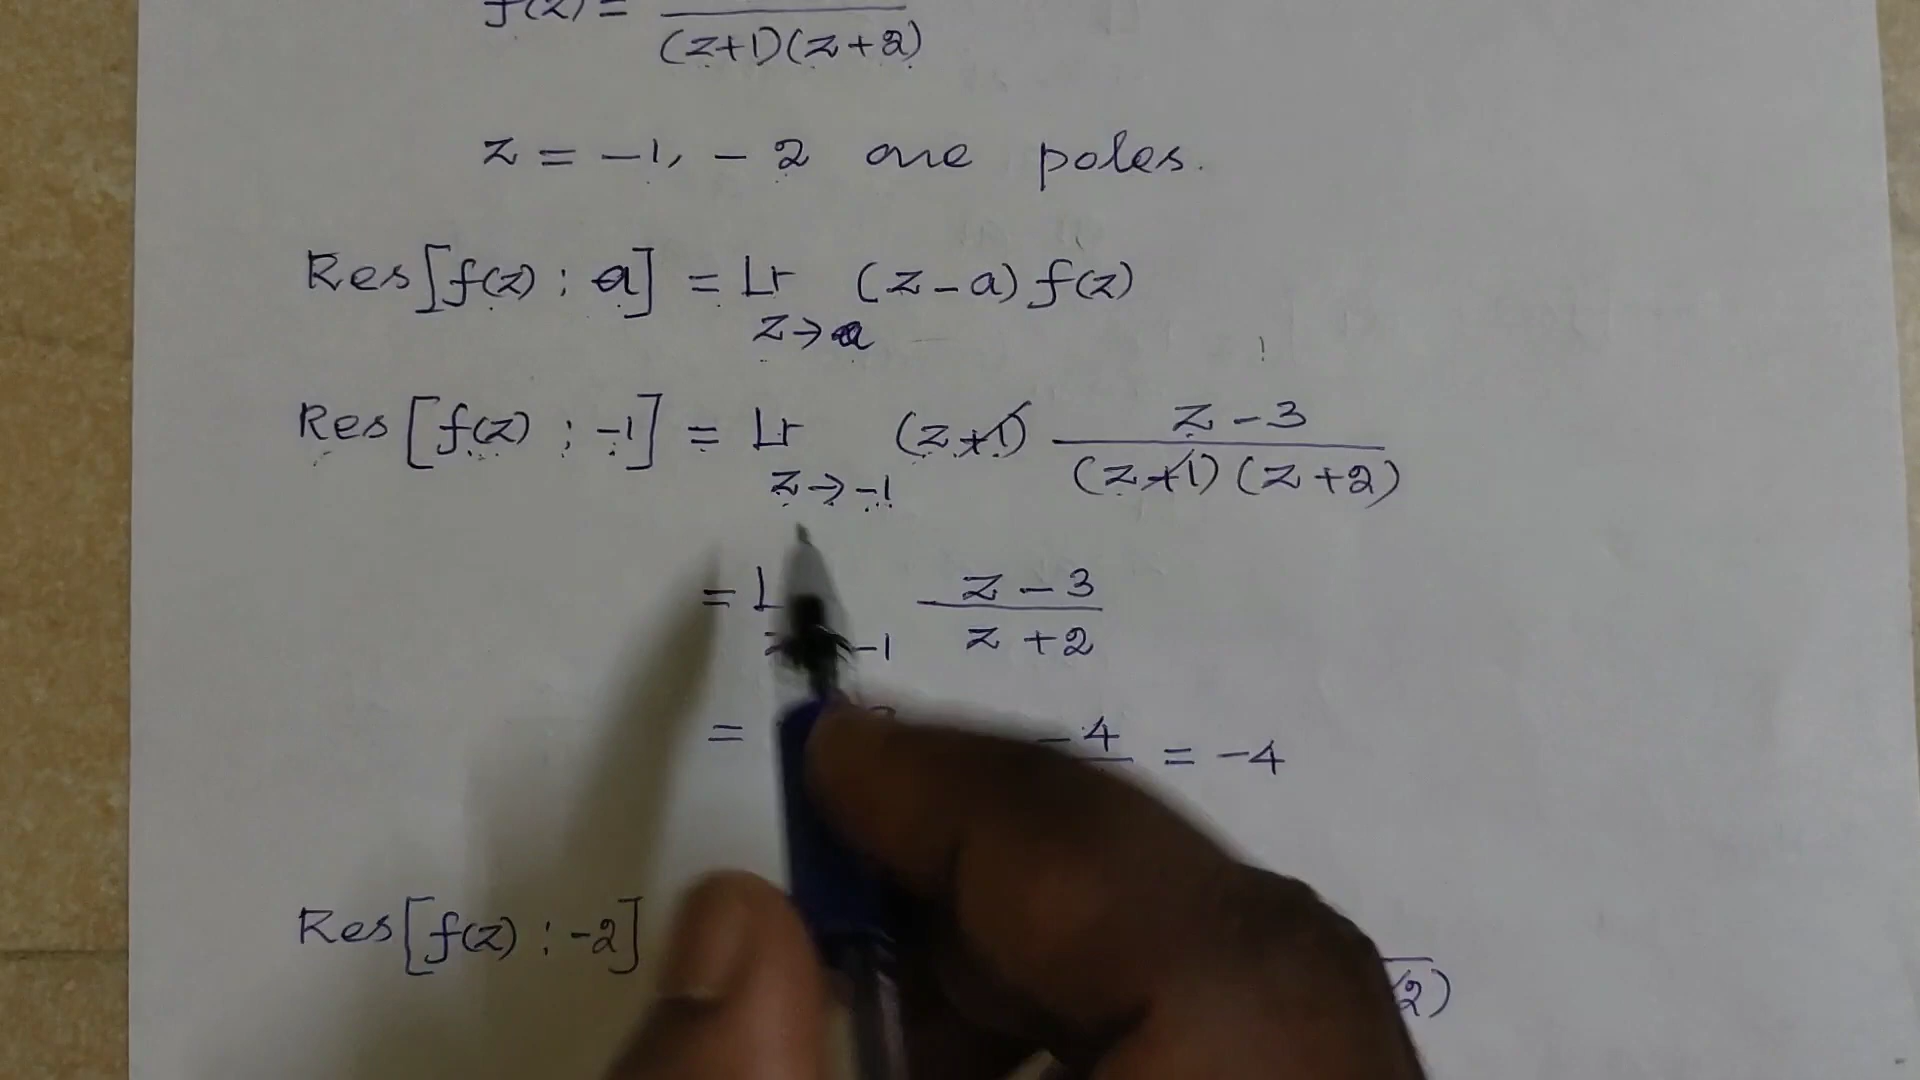 f(z) =
(z+1)(z+2)
z = -1, -2 are poles.
Res[f(z) : a] = Lt (z-a) f(z)
z→a
Res[f(z) : -1] = Lt (z+1) z-3
z→-1 (z+1)(z+2)
= L z-3
-1 z+2
= -4 = -4
Res[f(z) : -2]
2)